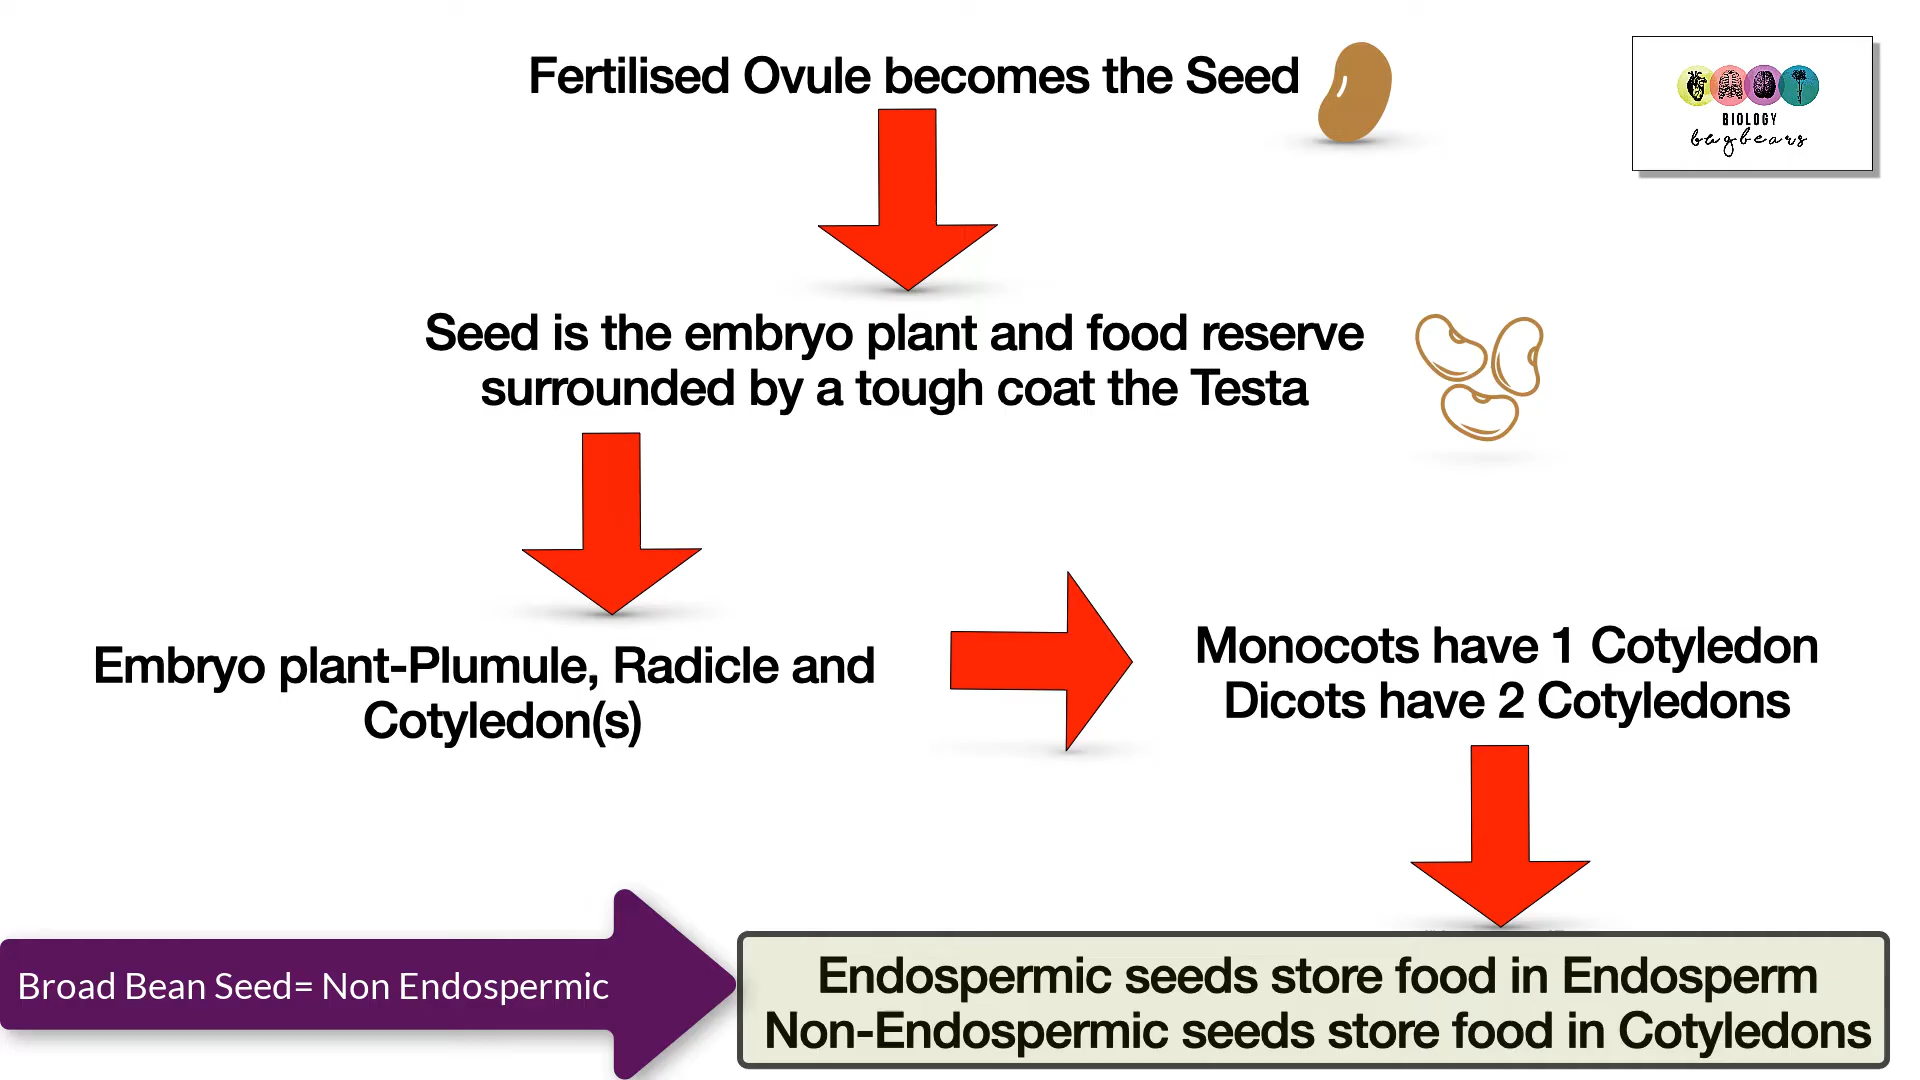 Fertilised Ovule becomes the Seed
BIOLOGY
bugbears
Seed is the embryo plant and food reserve
surrounded by a tough coat the Testa
Embryo plant-Plumule, Radicle and
Cotyledon(s)
Monocots have 1 Cotyledon
Dicots have 2 Cotyledons
Broad Bean Seed= Non Endospermic
Endospermic seeds store food in Endosperm
Non-Endospermic seeds store food in Cotyledons